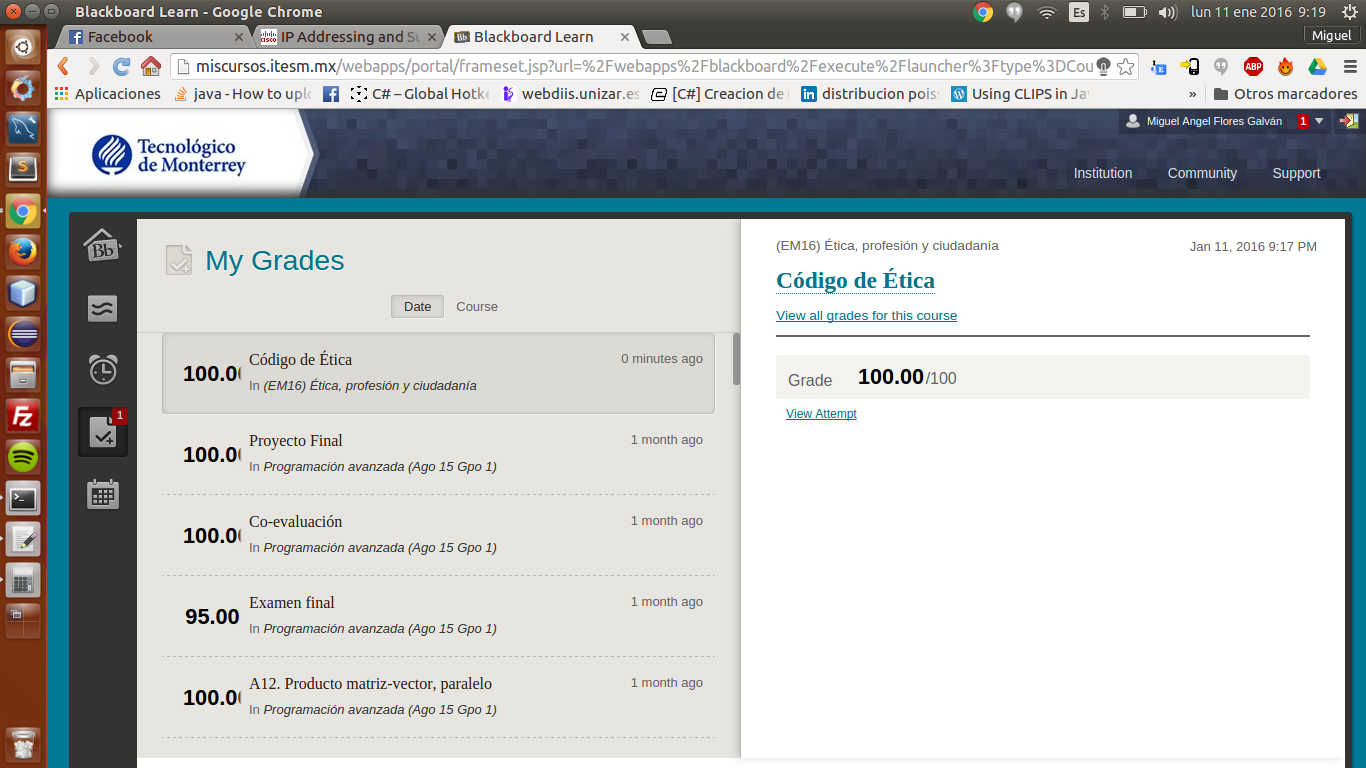 Blackboard Learn - Google Chrome
Es
lun 11 ene 2016 9:19
Facebook
IP Addressing and Su
Blackboard Learn
Miguel
miscursos.itesm.mx/webapps/portal/frameset.jsp?url=%2Fwebapps%2Fblackboard%2Fexecute%2Flauncher%3Ftype%3DCou
ABP
Aplicaciones
java - How to uplo
C# – Global Hotke
webdiis.unizar.es
[C#] Creacion de
distribucion pois
Using CLIPS in Ja
»
Otros marcadores
Tecnológico
de Monterrey
Miguel Angel Flores Galván
1
Institution
Community
Support
Bb
My Grades
Date
Course
100.00
Código de Ética
0 minutes ago
In (EM16) Ética, profesión y ciudadanía
100.00
Proyecto Final
1 month ago
In Programación avanzada (Ago 15 Gpo 1)
100.00
Co-evaluación
1 month ago
In Programación avanzada (Ago 15 Gpo 1)
95.00
Examen final
1 month ago
In Programación avanzada (Ago 15 Gpo 1)
100.00
A12. Producto matriz-vector, paralelo
1 month ago
In Programación avanzada (Ago 15 Gpo 1)
1
(EM16) Ética, profesión y ciudadanía
Jan 11, 2016 9:17 PM
Código de Ética
View all grades for this course
Grade
100.00/100
View Attempt